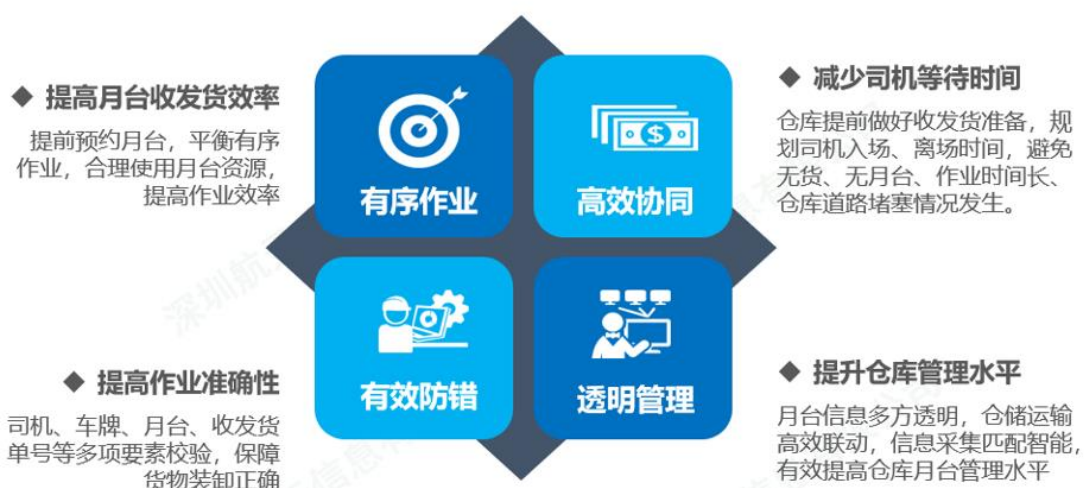 ◆ 提高月台收发货效率
提前预约月台，平衡有序
作业，合理使用月台资源，
提高作业效率
有序作业
高效协同
◆ 减少司机等待时间
仓库提前做好收发货准备，规
划司机入场、离场时间，避免
无货、无月台、作业时间长、
仓库道路堵塞情况发生。
◆ 提高作业准确性
司机、车牌、月台、收发货
单号等多项要素校验，保障
货物装卸正确
有效防错
透明管理
◆ 提升仓库管理水平
月台信息多方透明，仓储运输
高效联动，信息采集匹配智能，
有效提高仓库月台管理水平